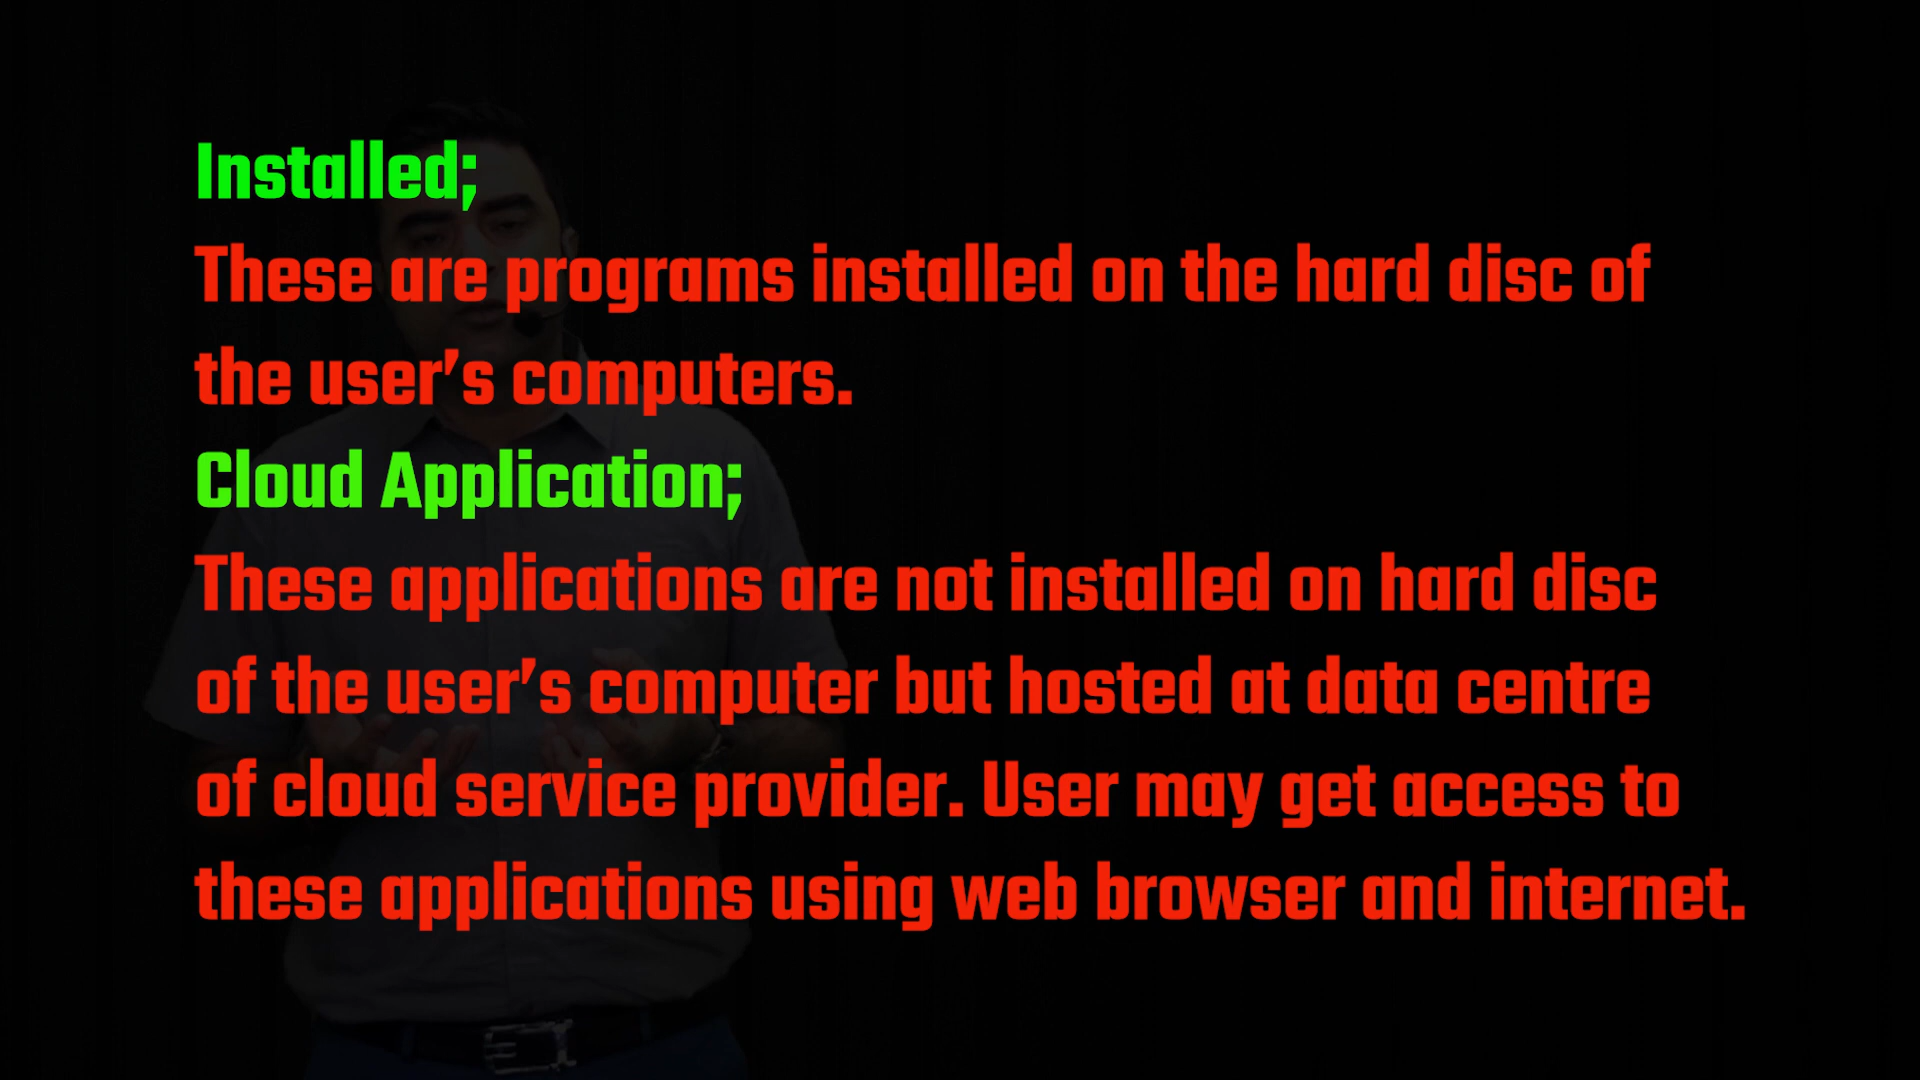 Installed;
These are programs installed on the hard disc of
the user’s computers.
Cloud Application;
These applications are not installed on hard disc
of the user’s computer but hosted at data centre
of cloud service provider. User may get access to
these applications using web browser and internet.